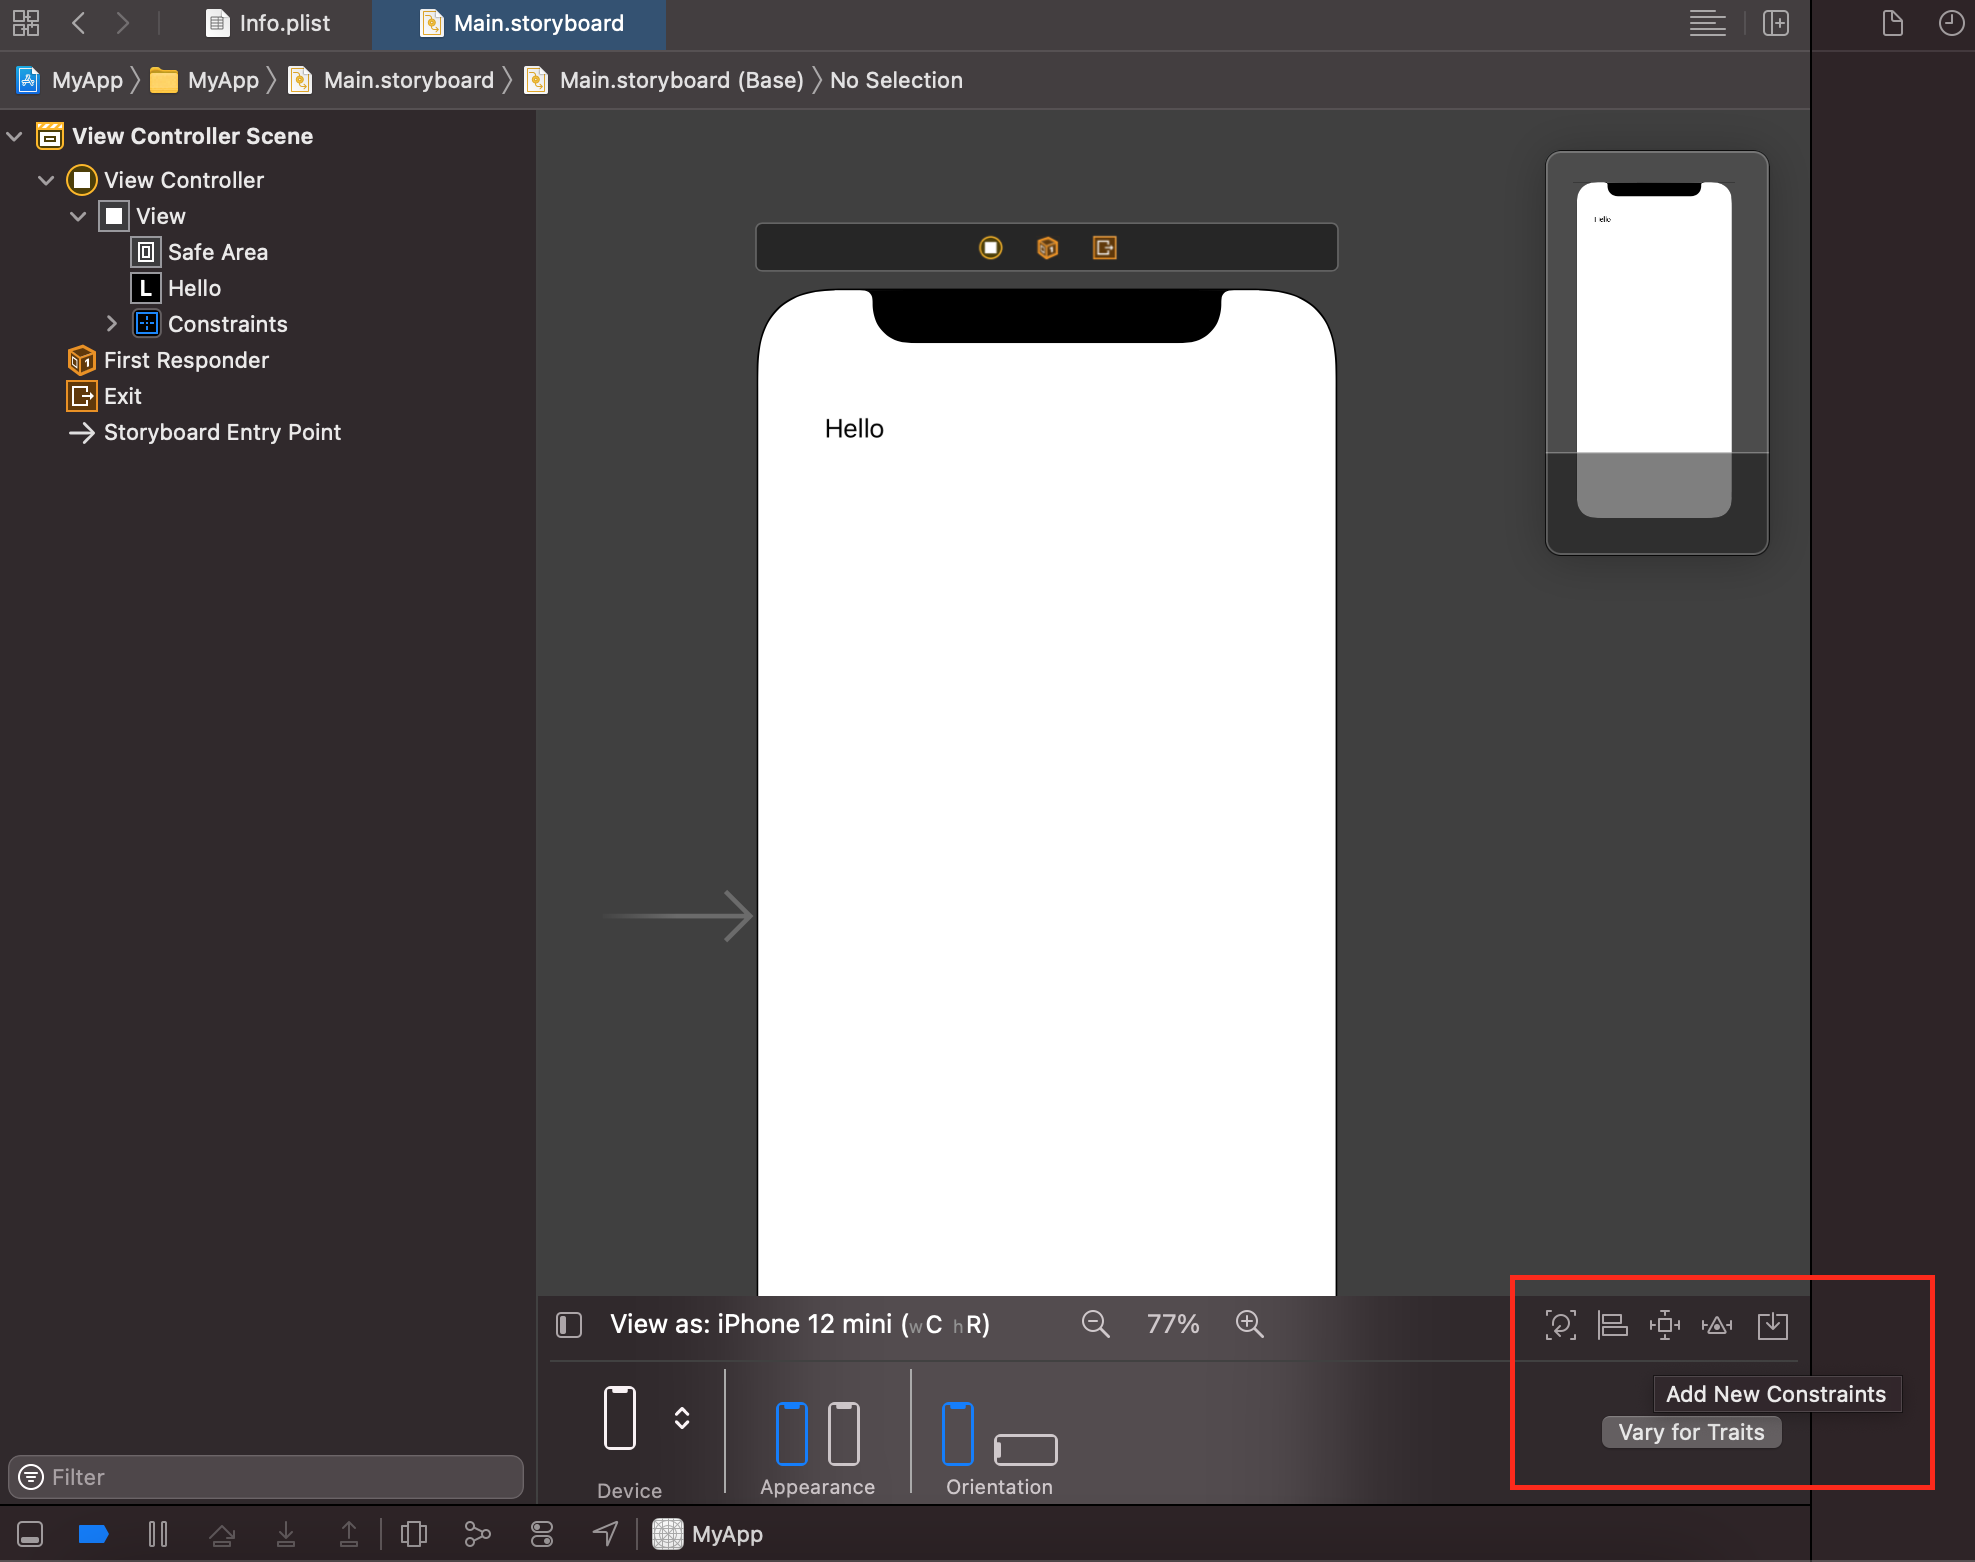 Info.plist
Main.storyboard
MyApp
MyApp
Main.storyboard
Main.storyboard (Base)
No Selection
View Controller Scene
View Controller
View
Safe Area
L
Hello
Constraints
First Responder
Exit
Storyboard Entry Point
Hello
Hello
View as: iPhone 12 mini (wC hR)
77%
Add New Constraints
Vary for Traits
Device
Appearance
Orientation
Filter
MyApp